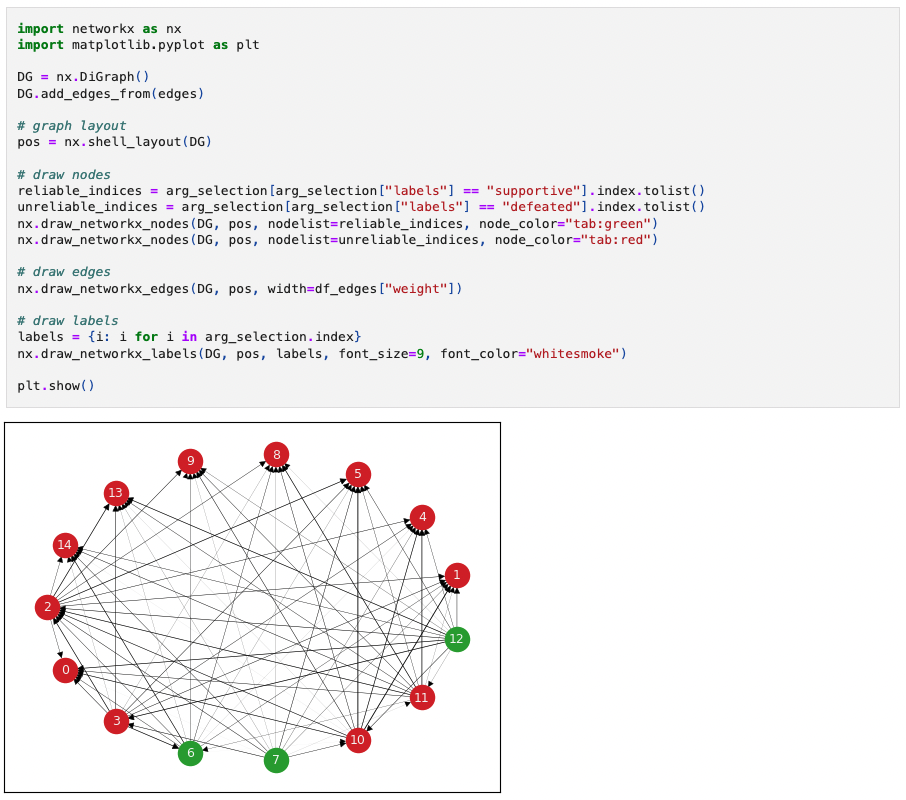 import networkx as nx
import matplotlib.pyplot as plt
DG = nx.DiGraph()
DG.add_edges_from(edges)
# graph layout
pos = nx.shell_layout(DG)
# draw nodes
reliable_indices = arg_selection[arg_selection["labels"] == "supportive"].index.tolist()
unreliable_indices = arg_selection[arg_selection["labels"] == "defeated"].index.tolist()
nx.draw_networkx_nodes(DG, pos, nodelist=reliable_indices, node_color="tab:green")
nx.draw_networkx_nodes(DG, pos, nodelist=unreliable_indices, node_color="tab:red")
# draw edges
nx.draw_networkx_edges(DG, pos, width=df_edges["weight"])
# draw labels
labels = {i: i for i in arg_selection.index}
nx.draw_networkx_labels(DG, pos, labels, font_size=9, font_color="whitesmoke")
plt.show()
8
9
5
13
4
14
1
2
12
0
11
3
10
6
7